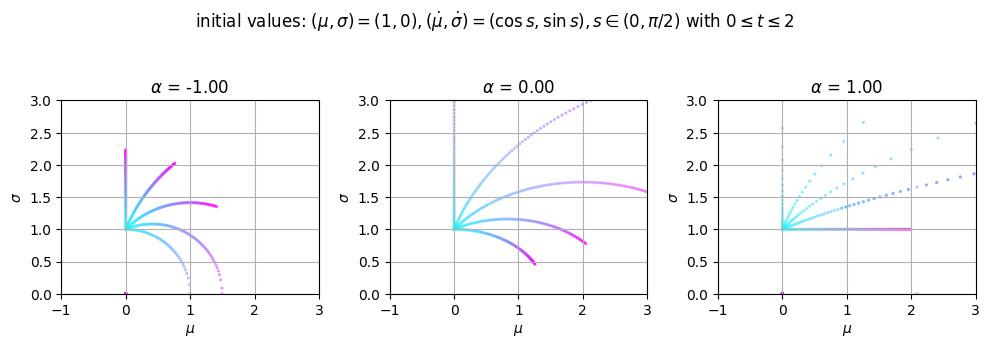 initial values: (μ, σ) = (1, 0), (μ̇, σ̇) = (cos s, sin s), s ∈ (0, π/2) with 0 ≤ t ≤ 2
α = -1.00
3.0
2.5
2.0
1.5
1.0
0.5
0.0
σ
−1 0 1 2 3
μ
α = 0.00
3.0
2.5
2.0
1.5
1.0
0.5
0.0
σ
−1 0 1 2 3
μ
α = 1.00
3.0
2.5
2.0
1.5
1.0
0.5
0.0
σ
−1 0 1 2 3
μ